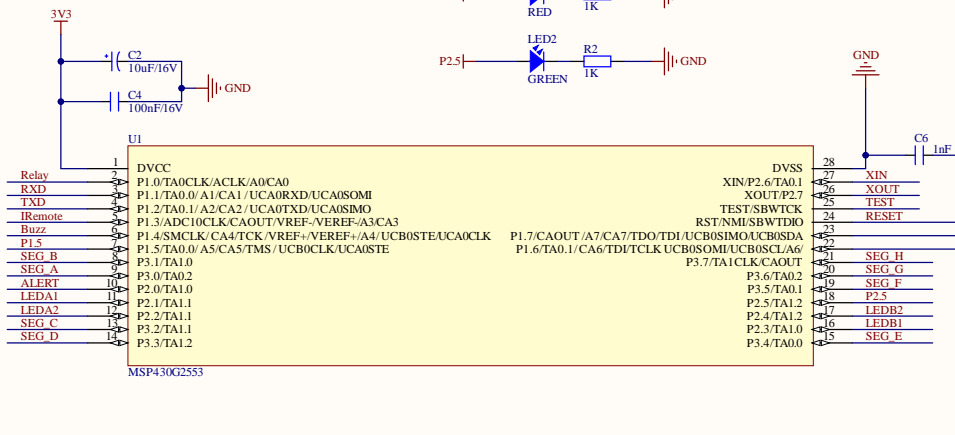 3V3
RED
1K
C2
10uF/16V
GND
C4
100nF/16V
P2.5
LED2
GREEN
R2
1K
GND
GND
C6
1nF
U1
1 DVCC
Relay 2 P1.0/TA0CLK/ACLK/A0/CA0
RXD 3 P1.1/TA0.0/A1/CA1/UCA0RXD/UCA0SOMI
TXD 4 P1.2/TA0.1/A2/CA2/UCA0TXD/UCA0SIMO
IRemote 5 P1.3/ADC10CLK/CAOUT/VREF-/VEREF-/A3/CA3
Buzz 6 P1.4/SMCLK/CA4/TCK/VREF+/VEREF+/A4/UCB0STE/UCA0CLK
P1.5 7 P1.5/TA0.0/A5/CA5/TMS/UCB0CLK/UCA0STE
SEG_B 8 P3.1/TA1.0
SEG_A 9 P3.0/TA0.2
ALERT 10 P2.0/TA1.0
LEDA1 11 P2.1/TA1.1
LEDA2 12 P2.2/TA1.1
SEG_C 13 P3.2/TA1.1
SEG_D 14 P3.3/TA1.2
DVSS 28
XIN/P2.6/TA0.1 27 XIN
XOUT/P2.7 26 XOUT
TEST/SBWTCK 25 TEST
RST/NMI/SBWTDIO 24 RESET
P1.7/CAOUT/A7/CA7/TDO/TDI/UCB0SIMO/UCB0SDA 23
P1.6/TA0.1/CA6/TDI/TCLK UCB0SOMI/UCB0SCL/A6/ 22
P3.7/TA1CLK/CAOUT 21 SEG_H
P3.6/TA0.2 20 SEG_G
P3.5/TA0.1 19 SEG_F
P2.5/TA1.2 18 P2.5
P2.4/TA1.2 17 LEDB2
P2.3/TA1.0 16 LEDB1
P3.4/TA0.0 15 SEG_E
MSP430G2553